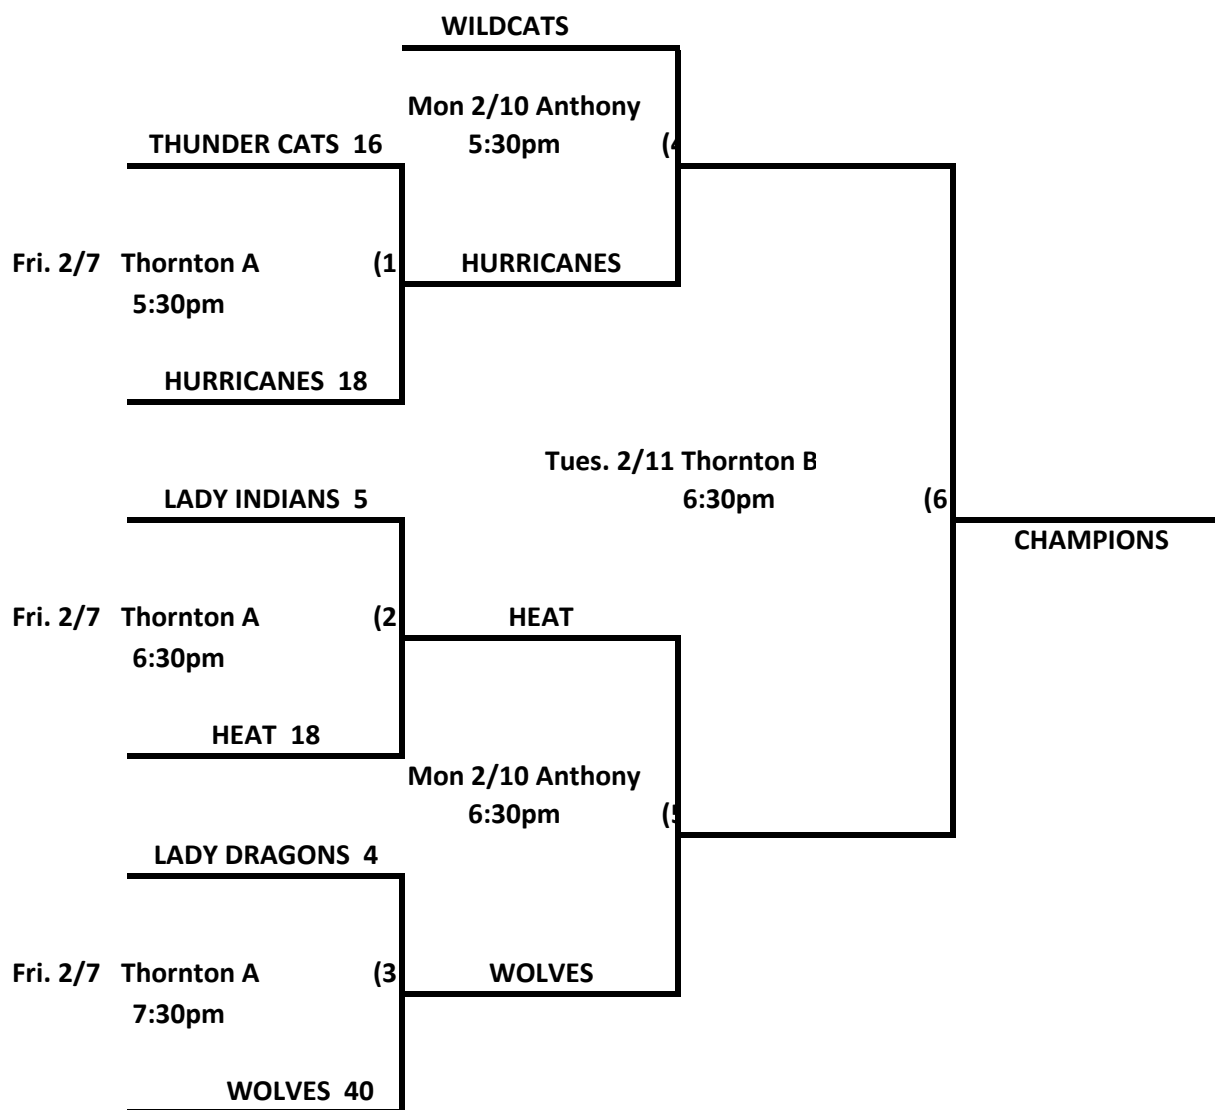 WILDCATS
Mon 2/10 Anthony
THUNDER CATS 16
5:30pm (4
Fri. 2/7 Thornton A (1
HURRICANES
5:30pm
HURRICANES 18
Tues. 2/11 Thornton B
LADY INDIANS 5
6:30pm (6
CHAMPIONS
Fri. 2/7 Thornton A (2
HEAT
6:30pm
HEAT 18
Mon 2/10 Anthony
6:30pm (5
LADY DRAGONS 4
Fri. 2/7 Thornton A (3
WOLVES
7:30pm
WOLVES 40